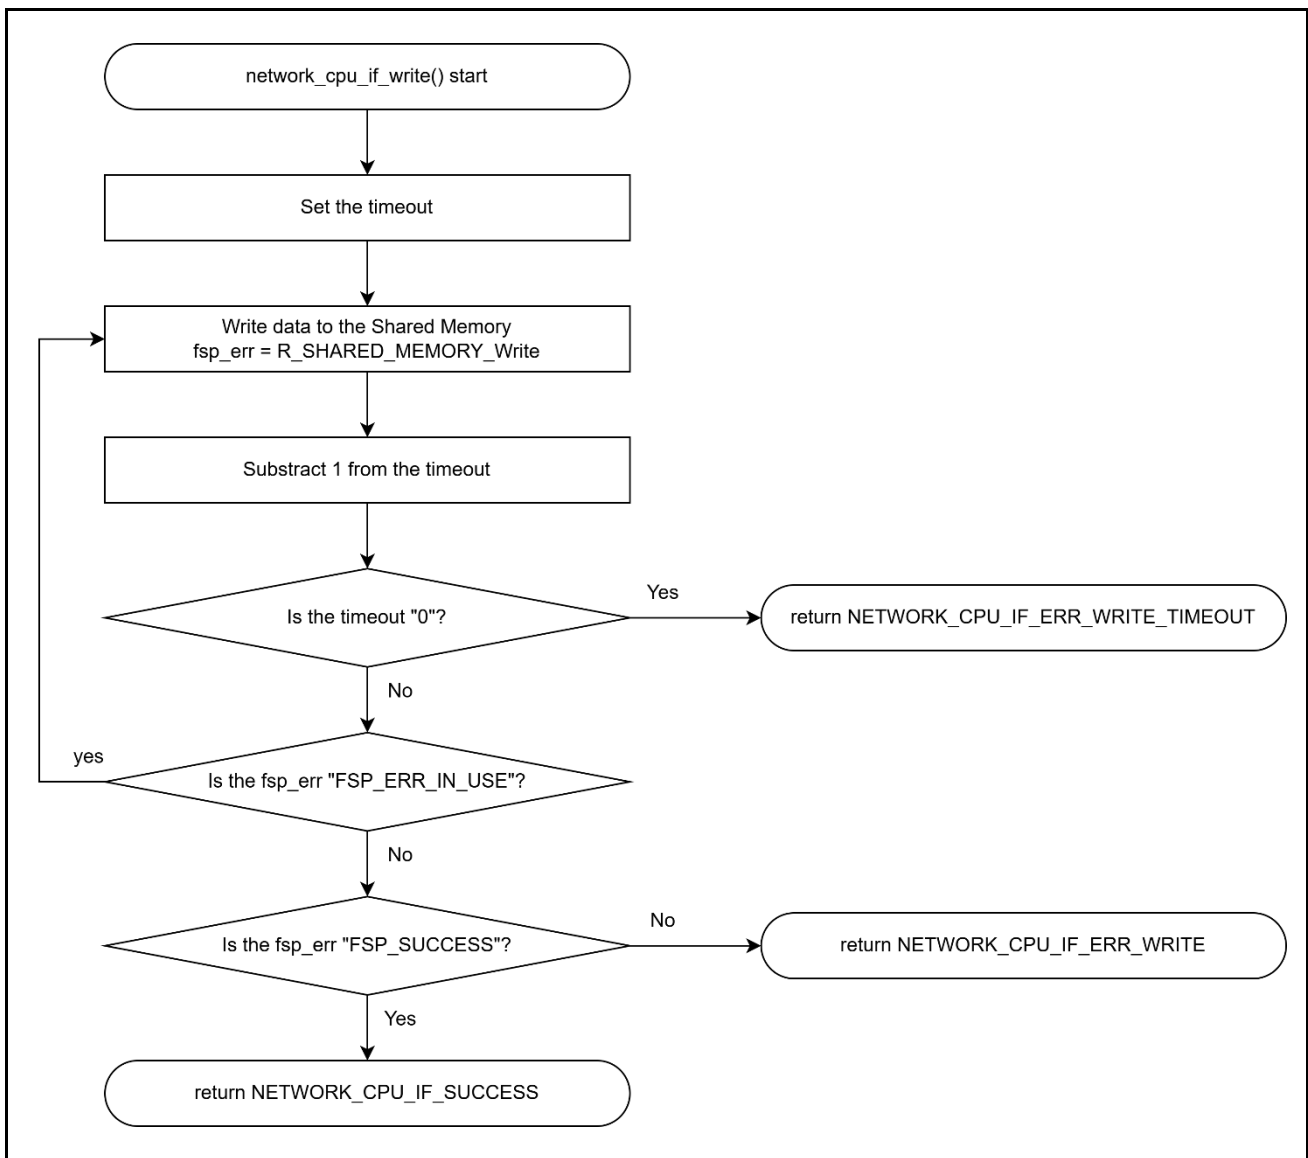 network_cpu_if_write() start
Set the timeout
Write data to the Shared Memory
fsp_err = R_SHARED_MEMORY_Write
Substract 1 from the timeout
Is the timeout "0"?
Yes
return NETWORK_CPU_IF_ERR_WRITE_TIMEOUT
No
yes
Is the fsp_err "FSP_ERR_IN_USE"?
No
Is the fsp_err "FSP_SUCCESS"?
No
return NETWORK_CPU_IF_ERR_WRITE
Yes
return NETWORK_CPU_IF_SUCCESS